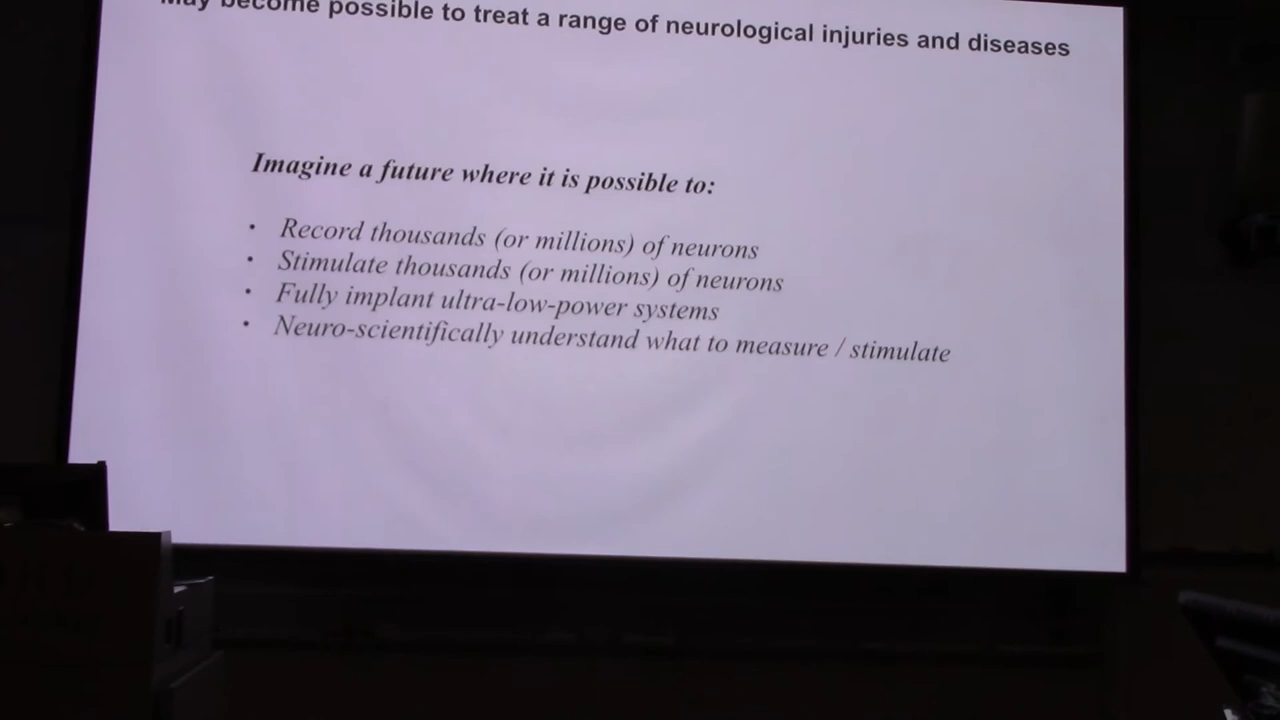 May become possible to treat a range of neurological injuries and diseases
Imagine a future where it is possible to:
• Record thousands (or millions) of neurons
• Stimulate thousands (or millions) of neurons
• Fully implant ultra-low-power systems
• Neuro-scientifically understand what to measure / stimulate